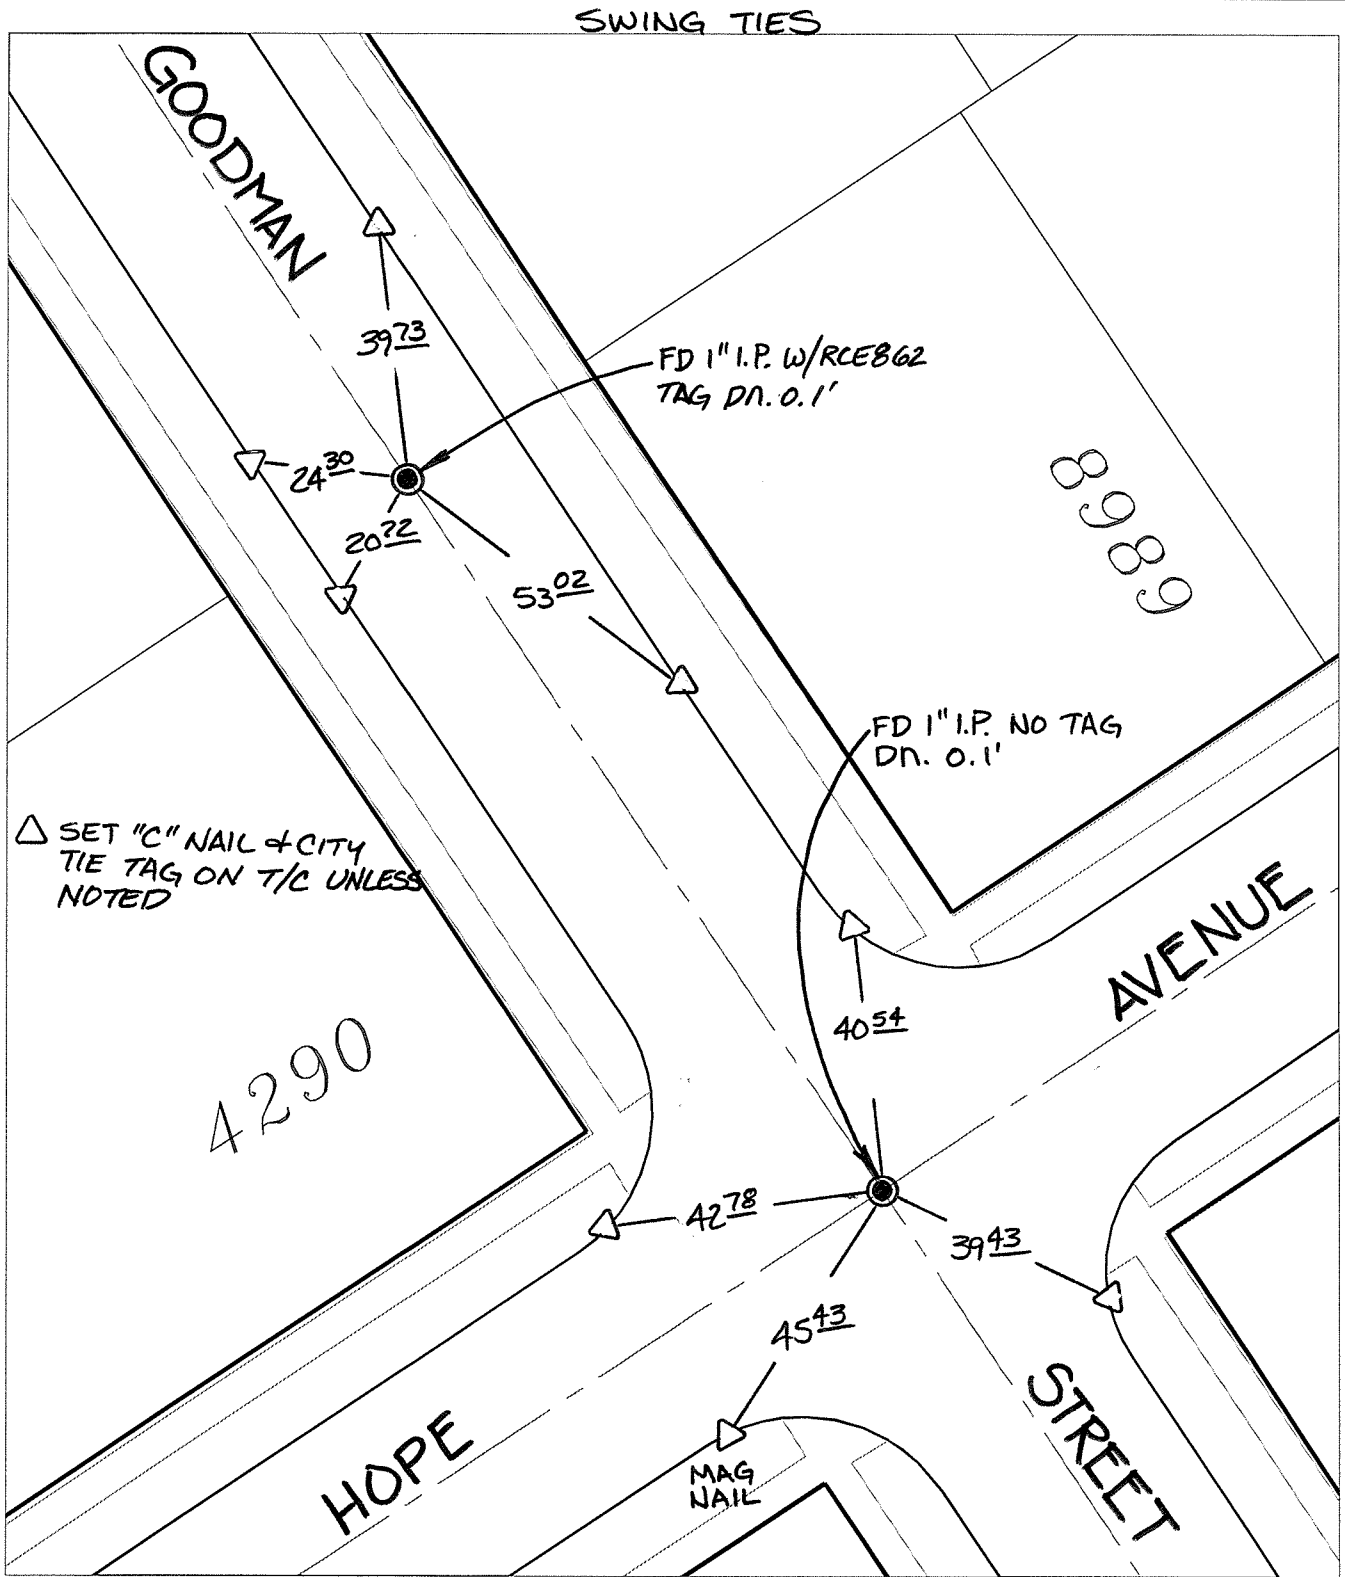 SWING TIES
GOODMAN
39 73
FD 1" I.P. W/RCE862
TAG DN. 0.1'
24 30
20 72
53 02
8989
FD 1" I.P. NO TAG
DN. 0.1'
SET "C" NAIL & CITY
TIE TAG ON T/C UNLESS
NOTED
AVENUE
40 54
4290
42 78
39 43
45 43
STREET
HOPE
MAG
NAIL